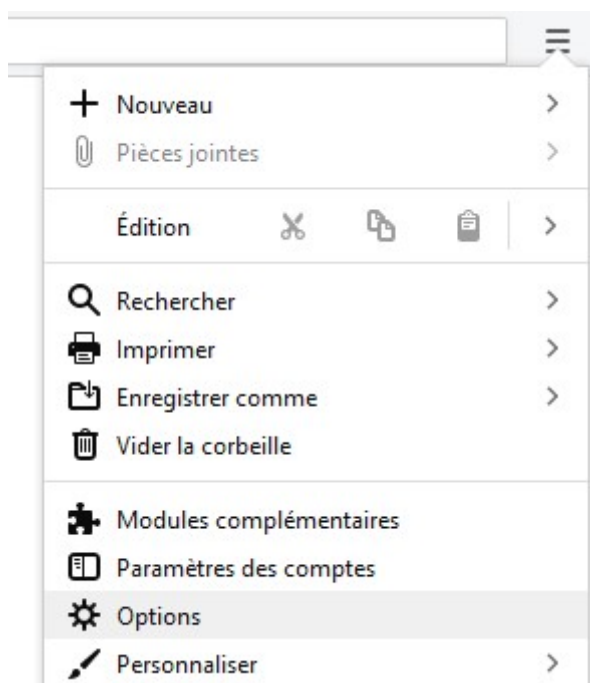 Nouveau
Pièces jointes
Édition
Rechercher
Imprimer
Enregistrer comme
Vider la corbeille
Modules complémentaires
Paramètres des comptes
Options
Personnaliser